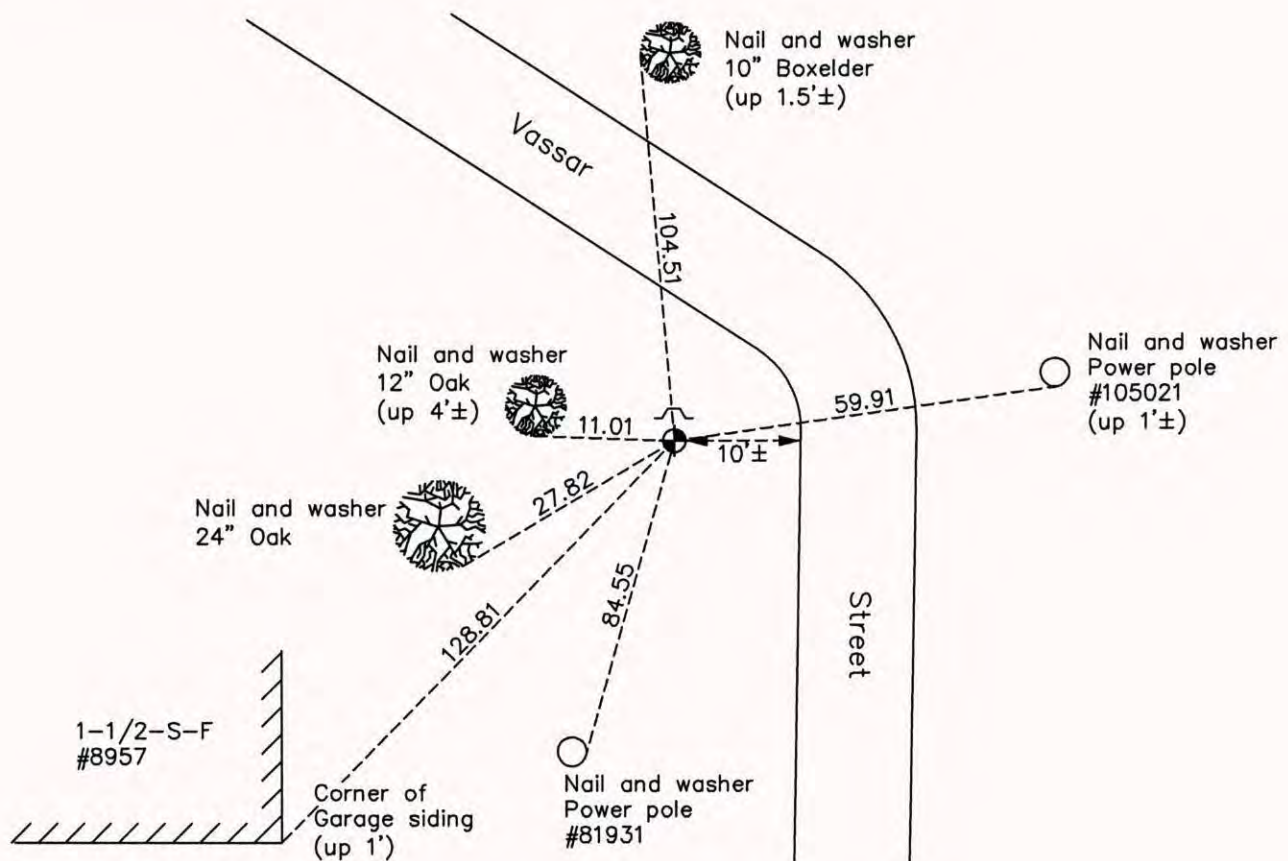 Nail and washer
10" Boxelder
(up 1.5'±)
Vassar
104.51
Nail and washer
12" Oak
(up 4'±)
11.01
59.91
10'±
Nail and washer
Power pole
#105021
(up 1'±)
Nail and washer
24" Oak
27.82
128.81
84.55
Street
1-1/2-S-F
#8957
Corner of
Garage siding
(up 1')
Nail and washer
Power pole
#81931